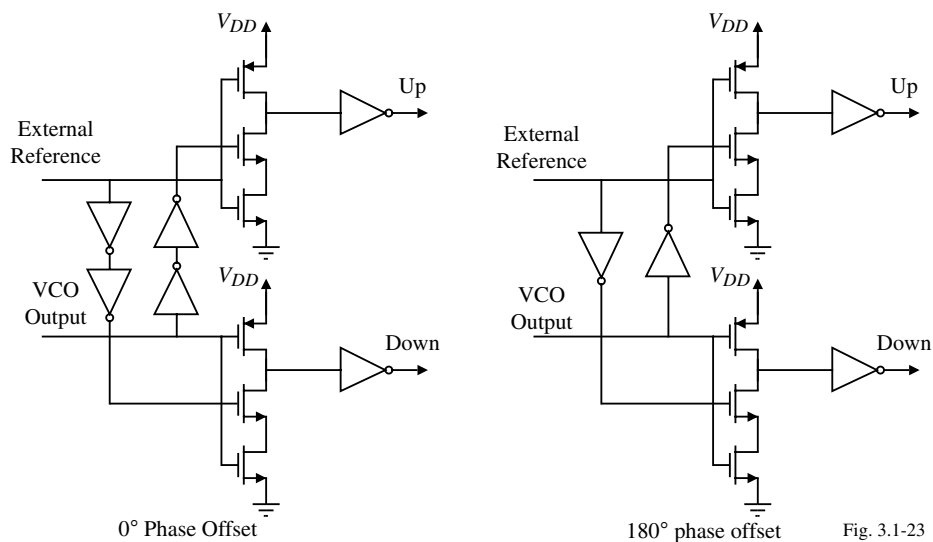 V_DD
Up
External
Reference
V_DD
VCO
Output
Down
0° Phase Offset
V_DD
Up
External
Reference
V_DD
VCO
Output
Down
180° phase offset
Fig. 3.1-23